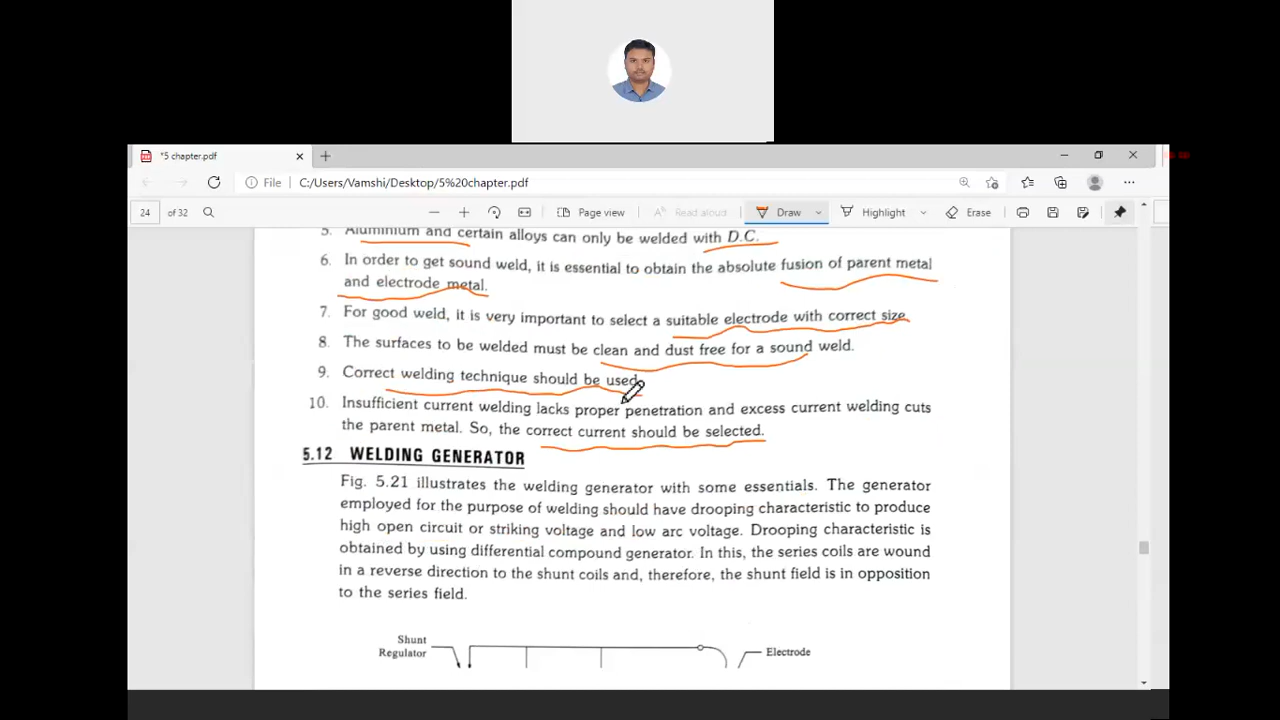 *5 chapter.pdf
File C:/Users/Vamshi/Desktop/5%20chapter.pdf
24 of 32 Page view Read aloud Draw Highlight Erase
5. Aluminium and certain alloys can only be welded with D.C.
6. In order to get sound weld, it is essential to obtain the absolute fusion of parent metal
and electrode metal.
7. For good weld, it is very important to select a suitable electrode with correct size.
8. The surfaces to be welded must be clean and dust free for a sound weld.
9. Correct welding technique should be used.
10. Insufficient current welding lacks proper penetration and excess current welding cuts
the parent metal. So, the correct current should be selected.
5.12 WELDING GENERATOR
Fig. 5.21 illustrates the welding generator with some essentials. The generator
employed for the purpose of welding should have drooping characteristic to produce
high open circuit or striking voltage and low arc voltage. Drooping characteristic is
obtained by using differential compound generator. In this, the series coils are wound
in a reverse direction to the shunt coils and, therefore, the shunt field is in opposition
to the series field.
Shunt
Regulator
Electrode